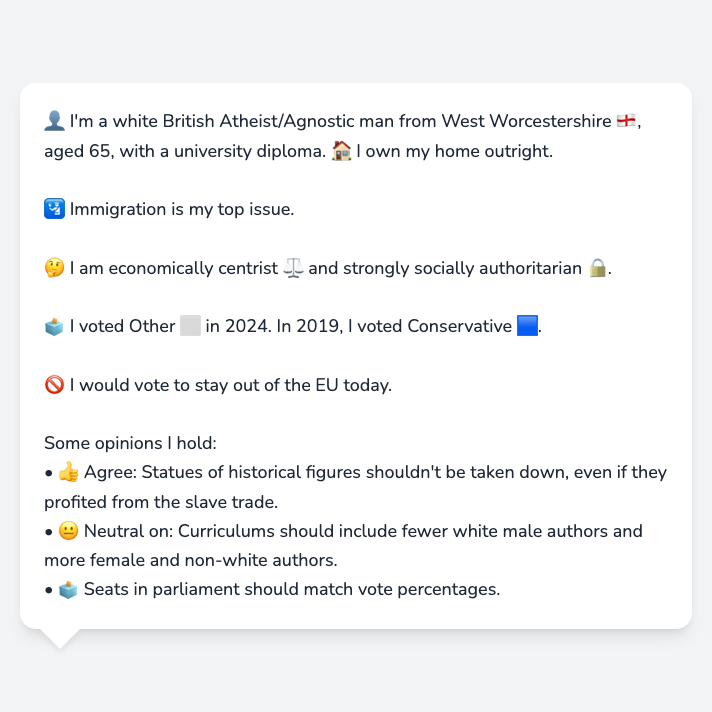 👤 I'm a white British Atheist/Agnostic man from West Worcestershire 🏴󠁧󠁢󠁥󠁮󠁧󠁿,
aged 65, with a university diploma. 🏠 I own my home outright.
🛂 Immigration is my top issue.
🤔 I am economically centrist ⚖️ and strongly socially authoritarian 🔒.
🗳️ I voted Other ⬜ in 2024. In 2019, I voted Conservative 🟦.
🚫 I would vote to stay out of the EU today.
Some opinions I hold:
• 👍 Agree: Statues of historical figures shouldn't be taken down, even if they
profited from the slave trade.
• 😐 Neutral on: Curriculums should include fewer white male authors and
more female and non-white authors.
• 🗳️ Seats in parliament should match vote percentages.